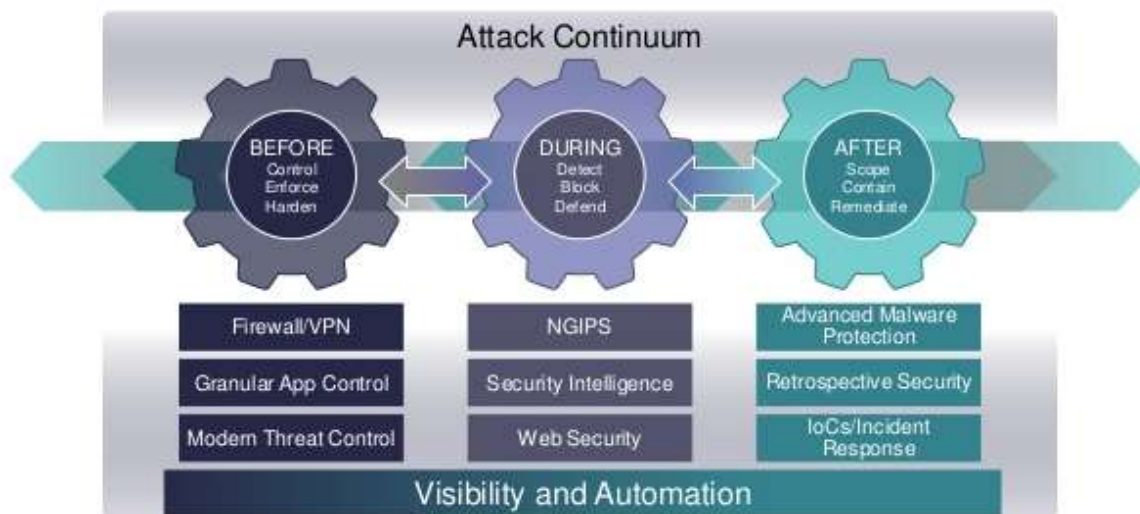 Attack Continuum
BEFORE
Control
Enforce
Harden
DURING
Detect
Block
Defend
AFTER
Scope
Contain
Remediate
Firewall/VPN
Granular App Control
Modern Threat Control
NGIPS
Security Intelligence
Web Security
Advanced Malware
Protection
Retrospective Security
IoCs/Incident
Response
Visibility and Automation